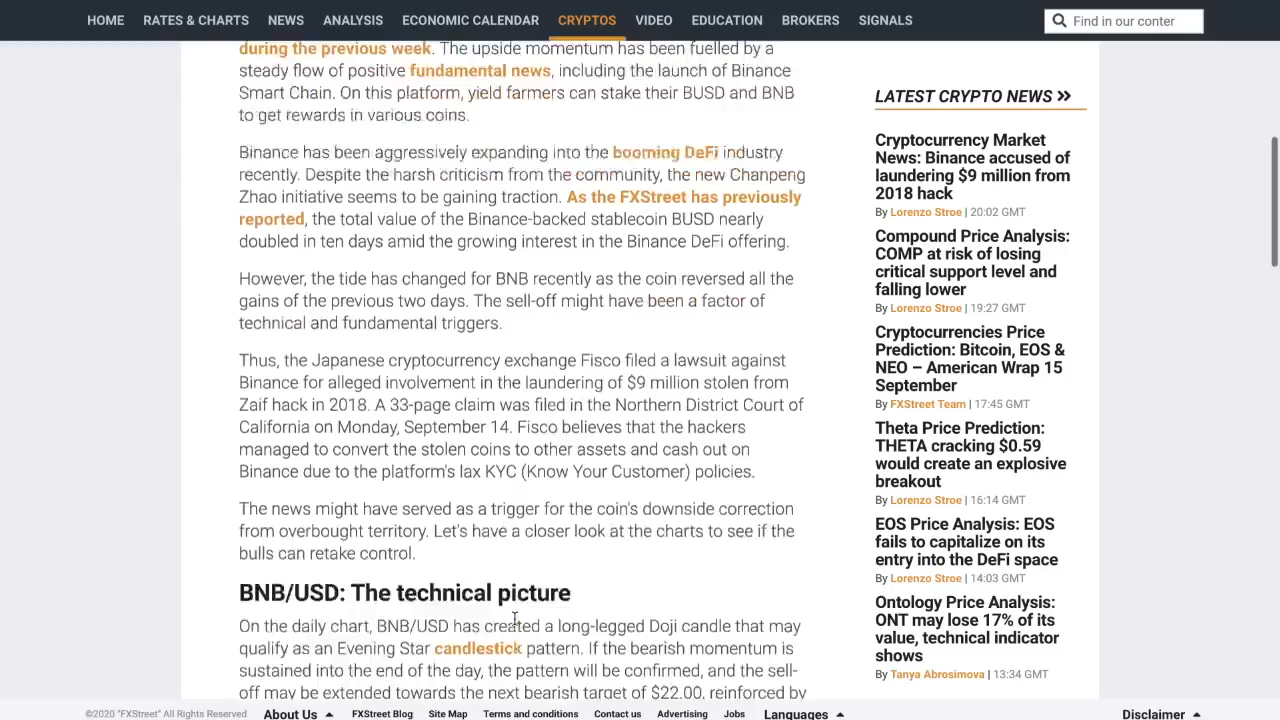 HOME RATES & CHARTS NEWS ANALYSIS ECONOMIC CALENDAR CRYPTOS VIDEO EDUCATION BROKERS SIGNALS
Find in our conter
during the previous week. The upside momentum has been fuelled by a
steady flow of positive fundamental news, including the launch of Binance
Smart Chain. On this platform, yield farmers can stake their BUSD and BNB
to get rewards in various coins.
Binance has been aggressively expanding into the booming DeFi industry
recently. Despite the harsh criticism from the community, the new Changpeng
Zhao initiative seems to be gaining traction. As the FXStreet has previously
reported, the total value of the Binance-backed stablecoin BUSD nearly
doubled in ten days amid the growing interest in the Binance DeFi offering.
However, the tide has changed for BNB recently as the coin reversed all the
gains of the previous two days. The sell-off might have been a factor of
technical and fundamental triggers.
Thus, the Japanese cryptocurrency exchange Fisco filed a lawsuit against
Binance for alleged involvement in the laundering of $9 million stolen from
Zaif hack in 2018. A 33-page claim was filed in the Northern District Court of
California on Monday, September 14. Fisco believes that the hackers
managed to convert the stolen coins to other assets and cash out on
Binance due to the platform's lax KYC (Know Your Customer) policies.
The news might have served as a trigger for the coin's downside correction
from overbought territory. Let's have a closer look at the charts to see if the
bulls can retake control.
BNB/USD: The technical picture
On the daily chart, BNB/USD has created a long-legged Doji candle that may
qualify as an Evening Star candlestick pattern. If the bearish momentum is
sustained into the end of the day, the pattern will be confirmed, and the sell-
off may be extended towards the next bearish target of $22.00, reinforced by
LATEST CRYPTO NEWS
Cryptocurrency Market
News: Binance accused of
laundering $9 million from
2018 hack
By Lorenzo Stroe | 20:02 GMT
Compound Price Analysis:
COMP at risk of losing
critical support level and
falling lower
By Lorenzo Stroe | 19:27 GMT
Cryptocurrencies Price
Prediction: Bitcoin, EOS &
NEO – American Wrap 15
September
By FXStreet Team | 17:45 GMT
Theta Price Prediction:
THETA cracking $0.59
would create an explosive
breakout
By Lorenzo Stroe | 16:14 GMT
EOS Price Analysis: EOS
fails to capitalize on its
entry into the DeFi space
By Lorenzo Stroe | 14:03 GMT
Ontology Price Analysis:
ONT may lose 17% of its
value, technical indicator
shows
By Tanya Abrosimova | 13:34 GMT
©2020 "FXStreet" All Rights Reserved About Us FXStreet Blog Site Map Terms and conditions Contact us Advertising Jobs Languages Disclaimer